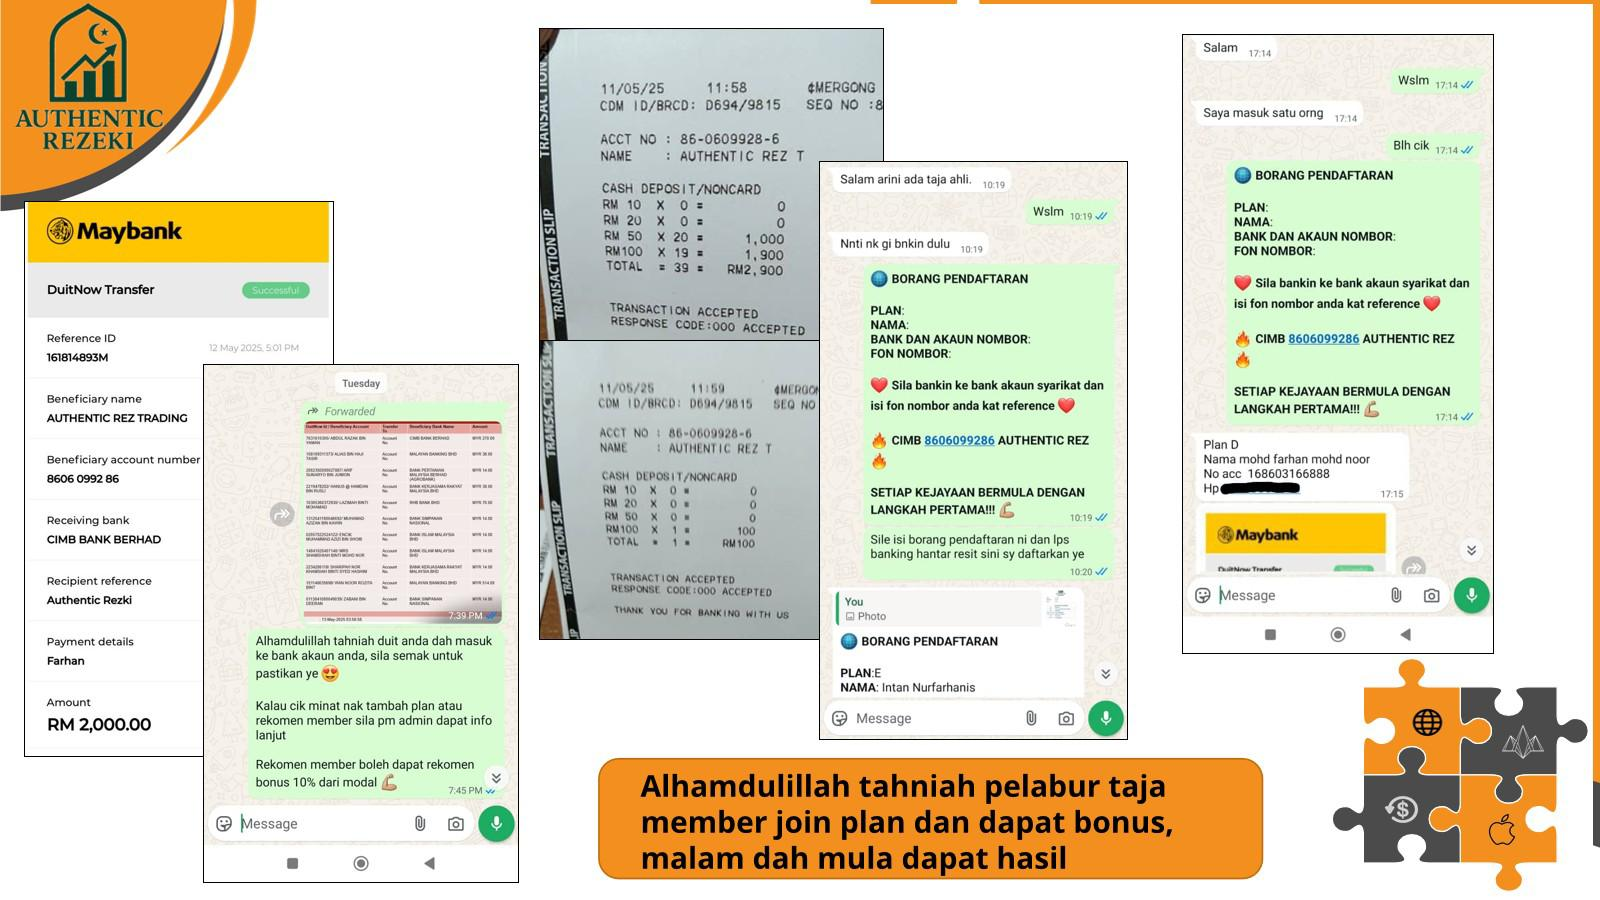 AUTHENTIC
REZEKI
Maybank
DuitNow Transfer
Successful
Reference ID
12 May 2025, 5:01 PM
161814893M
Beneficiary name
AUTHENTIC REZ TRADING
Beneficiary account number
8606 0992 86
Receiving bank
CIMB BANK BERHAD
Recipient reference
Authentic Rezki
Payment details
Farhan
Amount
RM 2,000.00
Tuesday
Forwarded
7:39 PM
Alhamdulillah tahniah duit anda dah masuk
ke bank akaun anda, sila semak untuk
pastikan ye 😍
Kalau cik minat nak tambah plan atau
rekomen member sila pm admin dapat info
lanjut
Rekomen member boleh dapat rekomen
bonus 10% dari modal 💪🏼
7:45 PM
Message
TRANSACTION SLIP
TRANSACTION
11/05/25 11:58 ¢MERGONG
CDM ID/BRCD: D694/9815 SEQ NO :8
ACCT NO : 86-0609928-6
NAME : AUTHENTIC REZ T
CASH DEPOSIT/NONCARD
RM 10 X 0 = 0
RM 20 X 0 = 0
RM 50 X 20 = 1,000
RM100 X 19 = 1,900
TOTAL = 39 = RM2,900
TRANSACTION ACCEPTED
RESPONSE CODE:000 ACCEPTED
TRANSACTION SLIP
11/05/25 11:59 ¢MERGON
CDM ID/BRCD: D694/9815 SEQ NO
ACCT NO : 86-0609928-6
NAME : AUTHENTIC REZ T
CASH DEPOSIT/NONCARD
RM 10 X 0 = 0
RM 20 X 0 = 0
RM 50 X 0 = 0
RM100 X 1 = 100
TOTAL = 1 = RM100
TRANSACTION ACCEPTED
RESPONSE CODE:000 ACCEPTED
THANK YOU FOR BANKING WITH US
Salam arini ada taja ahli. 10:19
Wslm 10:19
Nnti nk gi bnkin dulu 10:19
🌐 BORANG PENDAFTARAN
PLAN:
NAMA:
BANK DAN AKAUN NOMBOR:
FON NOMBOR:
❤️ Sila bankin ke bank akaun syarikat dan
isi fon nombor anda kat reference ❤️
🔥 CIMB 8606099286 AUTHENTIC REZ
🔥
SETIAP KEJAYAAN BERMULA DENGAN
LANGKAH PERTAMA!!! 💪🏼
10:19
Sile isi borang pendaftaran ni dan lps
banking hantar resit sini sy daftarkan ye
10:20
You
Photo
🌐 BORANG PENDAFTARAN
PLAN:E
NAMA: Intan Nurfarhanis
Message
Salam 17:14
Wslm 17:14
Saya masuk satu orng 17:14
Blh cik 17:14
🌐 BORANG PENDAFTARAN
PLAN:
NAMA:
BANK DAN AKAUN NOMBOR:
FON NOMBOR:
❤️ Sila bankin ke bank akaun syarikat dan
isi fon nombor anda kat reference ❤️
🔥 CIMB 8606099286 AUTHENTIC REZ
🔥
SETIAP KEJAYAAN BERMULA DENGAN
LANGKAH PERTAMA!!! 💪🏼
17:14
Plan D
Nama mohd farhan mohd noor
No acc 168603166888
Hp
17:15
Maybank
DuitNow Transfer
Message
Alhamdulillah tahniah pelabur taja
member join plan dan dapat bonus,
malam dah mula dapat hasil